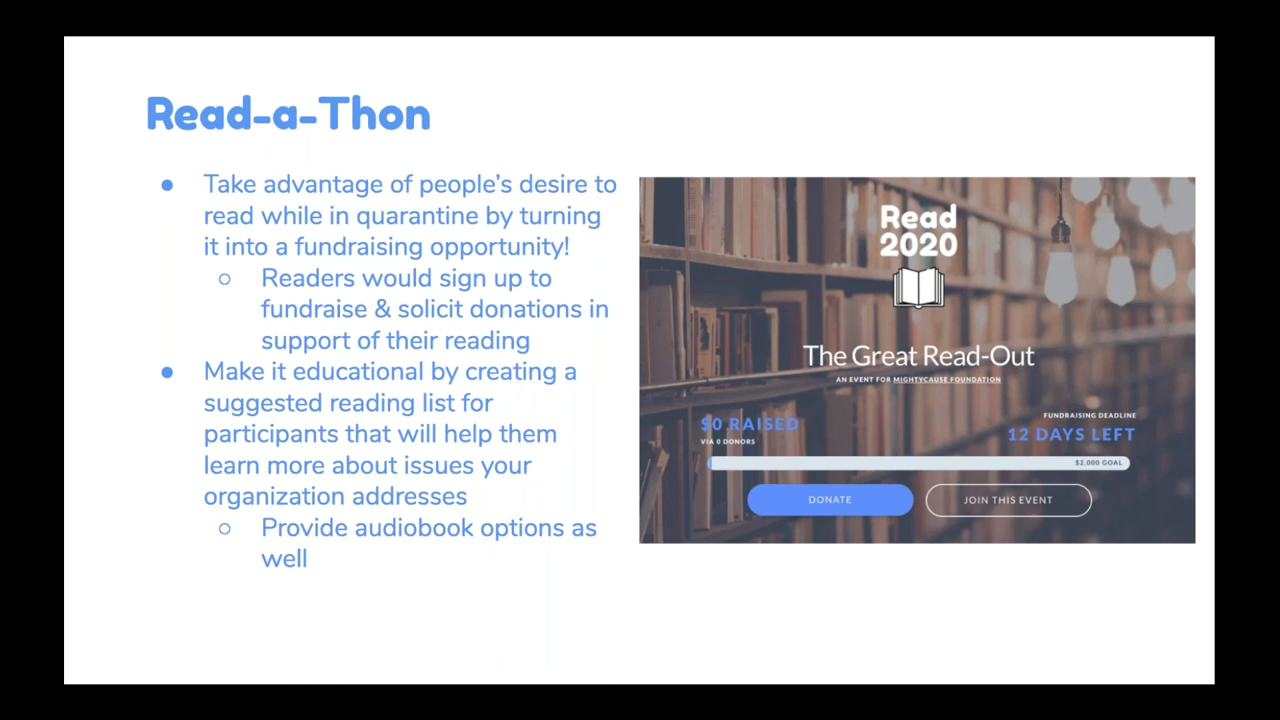 Read-a-Thon
● Take advantage of people's desire to
read while in quarantine by turning
it into a fundraising opportunity!
○ Readers would sign up to
fundraise & solicit donations in
support of their reading
● Make it educational by creating a
suggested reading list for
participants that will help them
learn more about issues your
organization addresses
○ Provide audiobook options as
well
Read
2020
The Great Read-Out
AN EVENT FOR MIGHTYCAUSE FOUNDATION
$0 RAISED
VIA 0 DONORS
FUNDRAISING DEADLINE
12 DAYS LEFT
$2,000 GOAL
DONATE
JOIN THIS EVENT